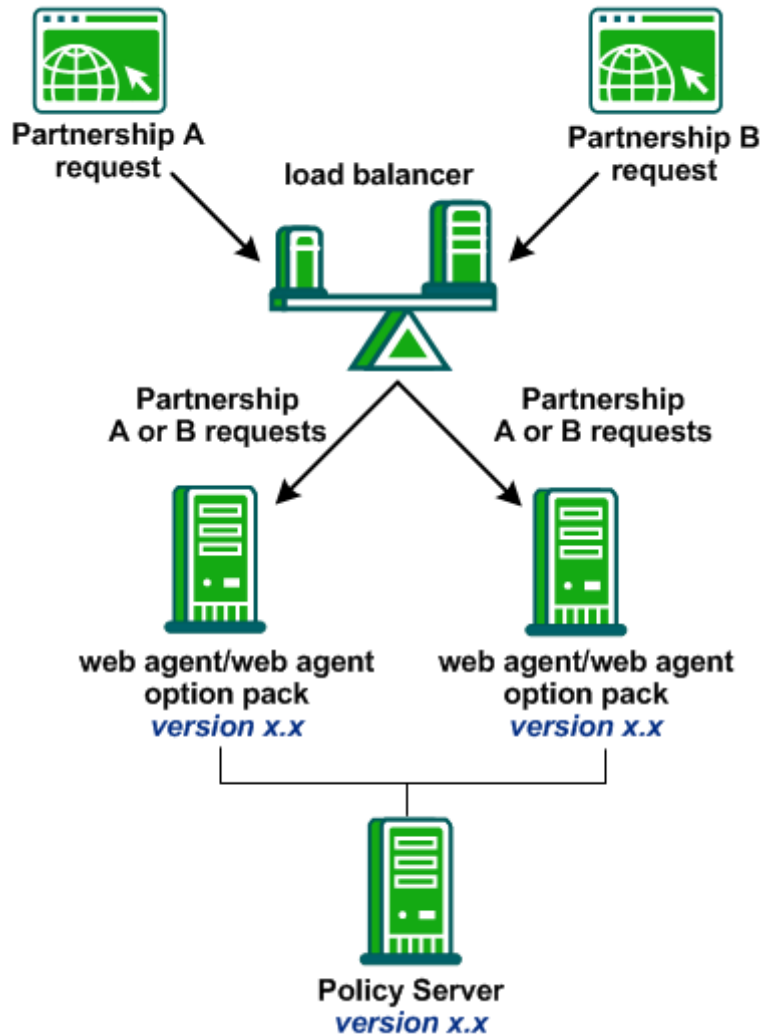 Partnership A
request
Partnership B
request
load balancer
Partnership
A or B requests
Partnership
A or B requests
web agent/web agent
option pack
version x.x
web agent/web agent
option pack
version x.x
Policy Server
version x.x